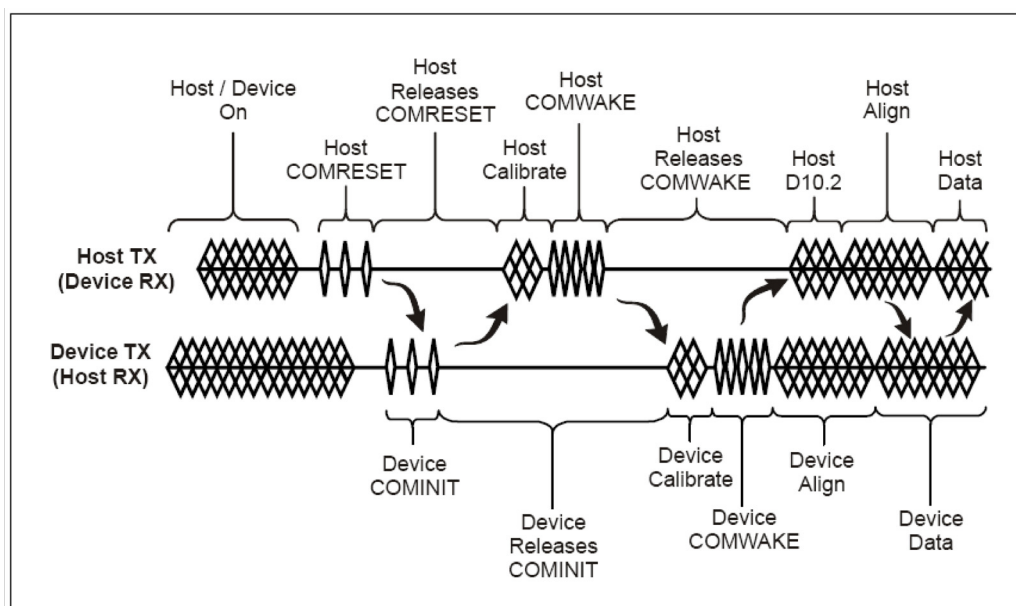 Host / Device
On
Host
COMRESET
Host
Releases
COMRESET
Host
Calibrate
Host
COMWAKE
Host
Releases
COMWAKE
Host
D10.2
Host
Align
Host
Data
Host TX
(Device RX)
Device TX
(Host RX)
Device
COMINIT
Device
Releases
COMINIT
Device
Calibrate
Device
COMWAKE
Device
Align
Device
Data